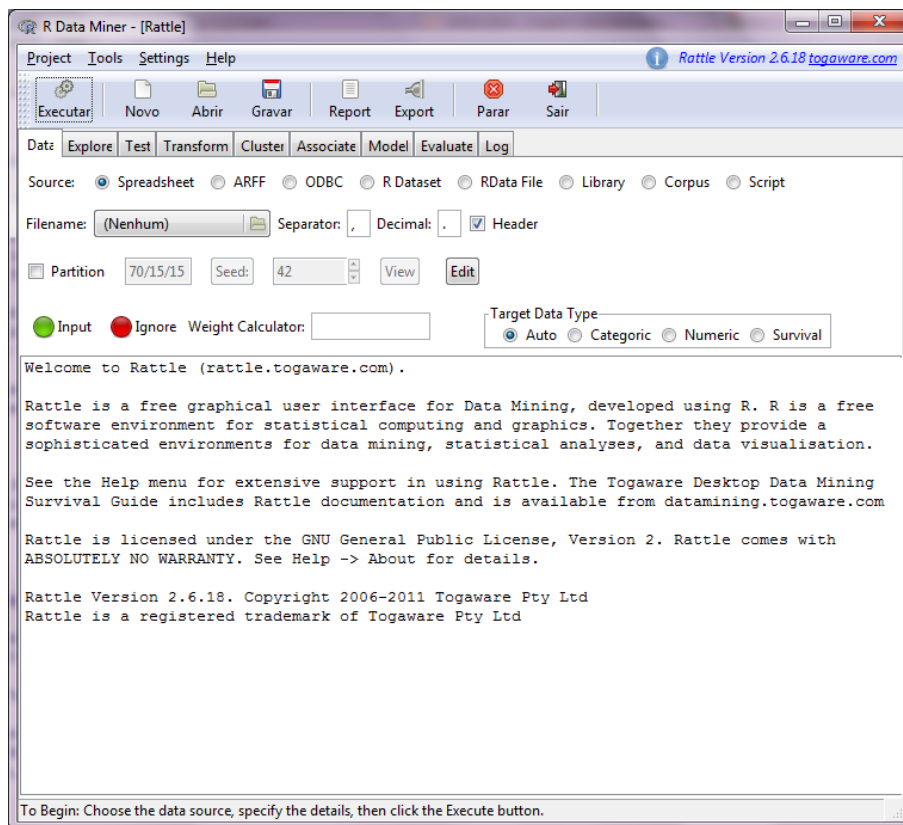 R Data Miner - [Rattle]
Project Tools Settings Help Rattle Version 2.6.18 togaware.com
Executar Novo Abrir Gravar Report Export Parar Sair
Data Explore Test Transform Cluster Associate Model Evaluate Log
Source: Spreadsheet ARFF ODBC R Dataset RData File Library Corpus Script
Filename: (Nenhum) Separator: , Decimal: . Header
Partition 70/15/15 Seed: 42 View Edit
Input Ignore Weight Calculator:
Target Data Type
Auto Categoric Numeric Survival
Welcome to Rattle (rattle.togaware.com).
Rattle is a free graphical user interface for Data Mining, developed using R. R is a free
software environment for statistical computing and graphics. Together they provide a
sophisticated environments for data mining, statistical analyses, and data visualisation.
See the Help menu for extensive support in using Rattle. The Togaware Desktop Data Mining
Survival Guide includes Rattle documentation and is available from datamining.togaware.com
Rattle is licensed under the GNU General Public License, Version 2. Rattle comes with
ABSOLUTELY NO WARRANTY. See Help -> About for details.
Rattle Version 2.6.18. Copyright 2006-2011 Togaware Pty Ltd
Rattle is a registered trademark of Togaware Pty Ltd
To Begin: Choose the data source, specify the details, then click the Execute button.